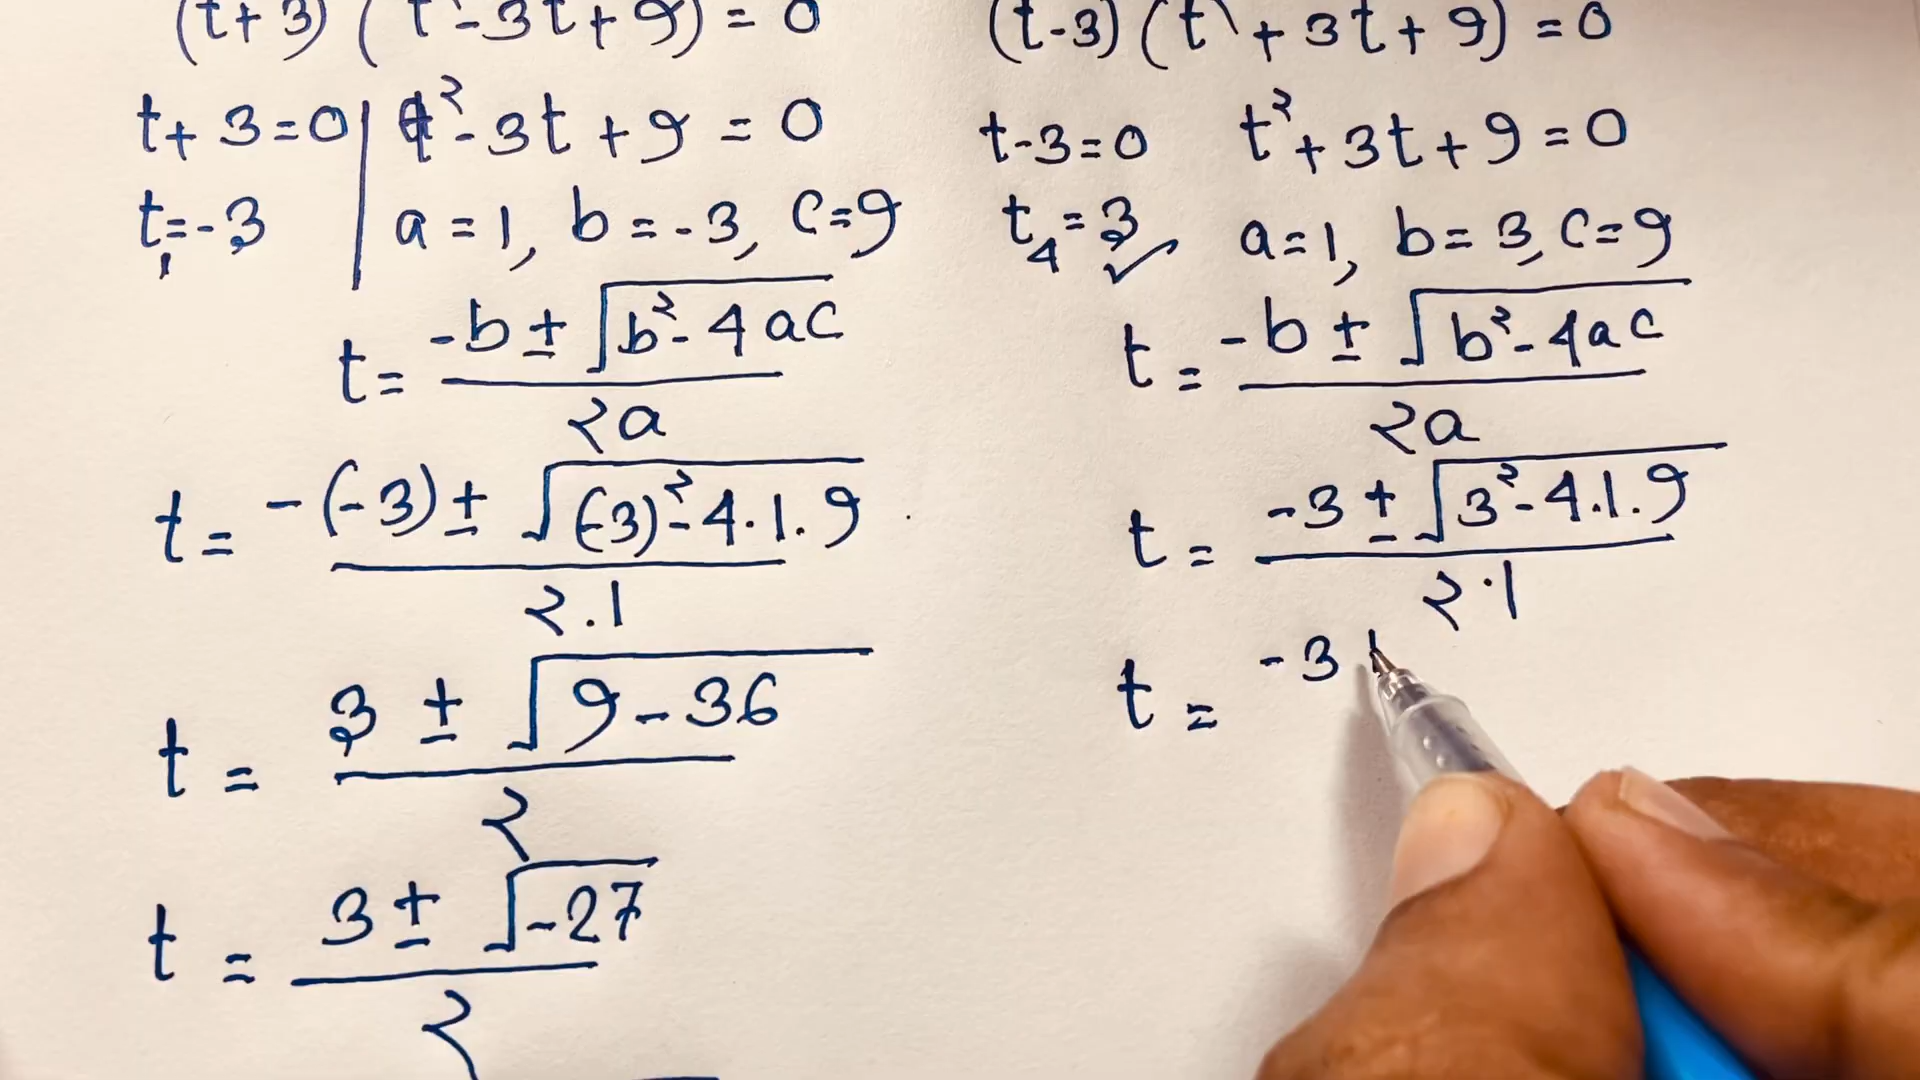 (t+3)(t²-3t+9)=0
t+3=0 | t²-3t+9=0
t₁=-3 | a=1, b=-3, c=9
t= -b±√(b²-4ac) / 2a
t= -(-3)±√((-3)²-4.1.9) / 2.1
t= 3±√(9-36) / 2
t= 3±√(-27) / 2
(t-3)(t²+3t+9)=0
t-3=0 t²+3t+9=0
t₄=3 ✓ a=1, b=3, c=9
t= -b±√(b²-4ac) / 2a
t= -3±√(3²-4.1.9) / 2.1
t= -3